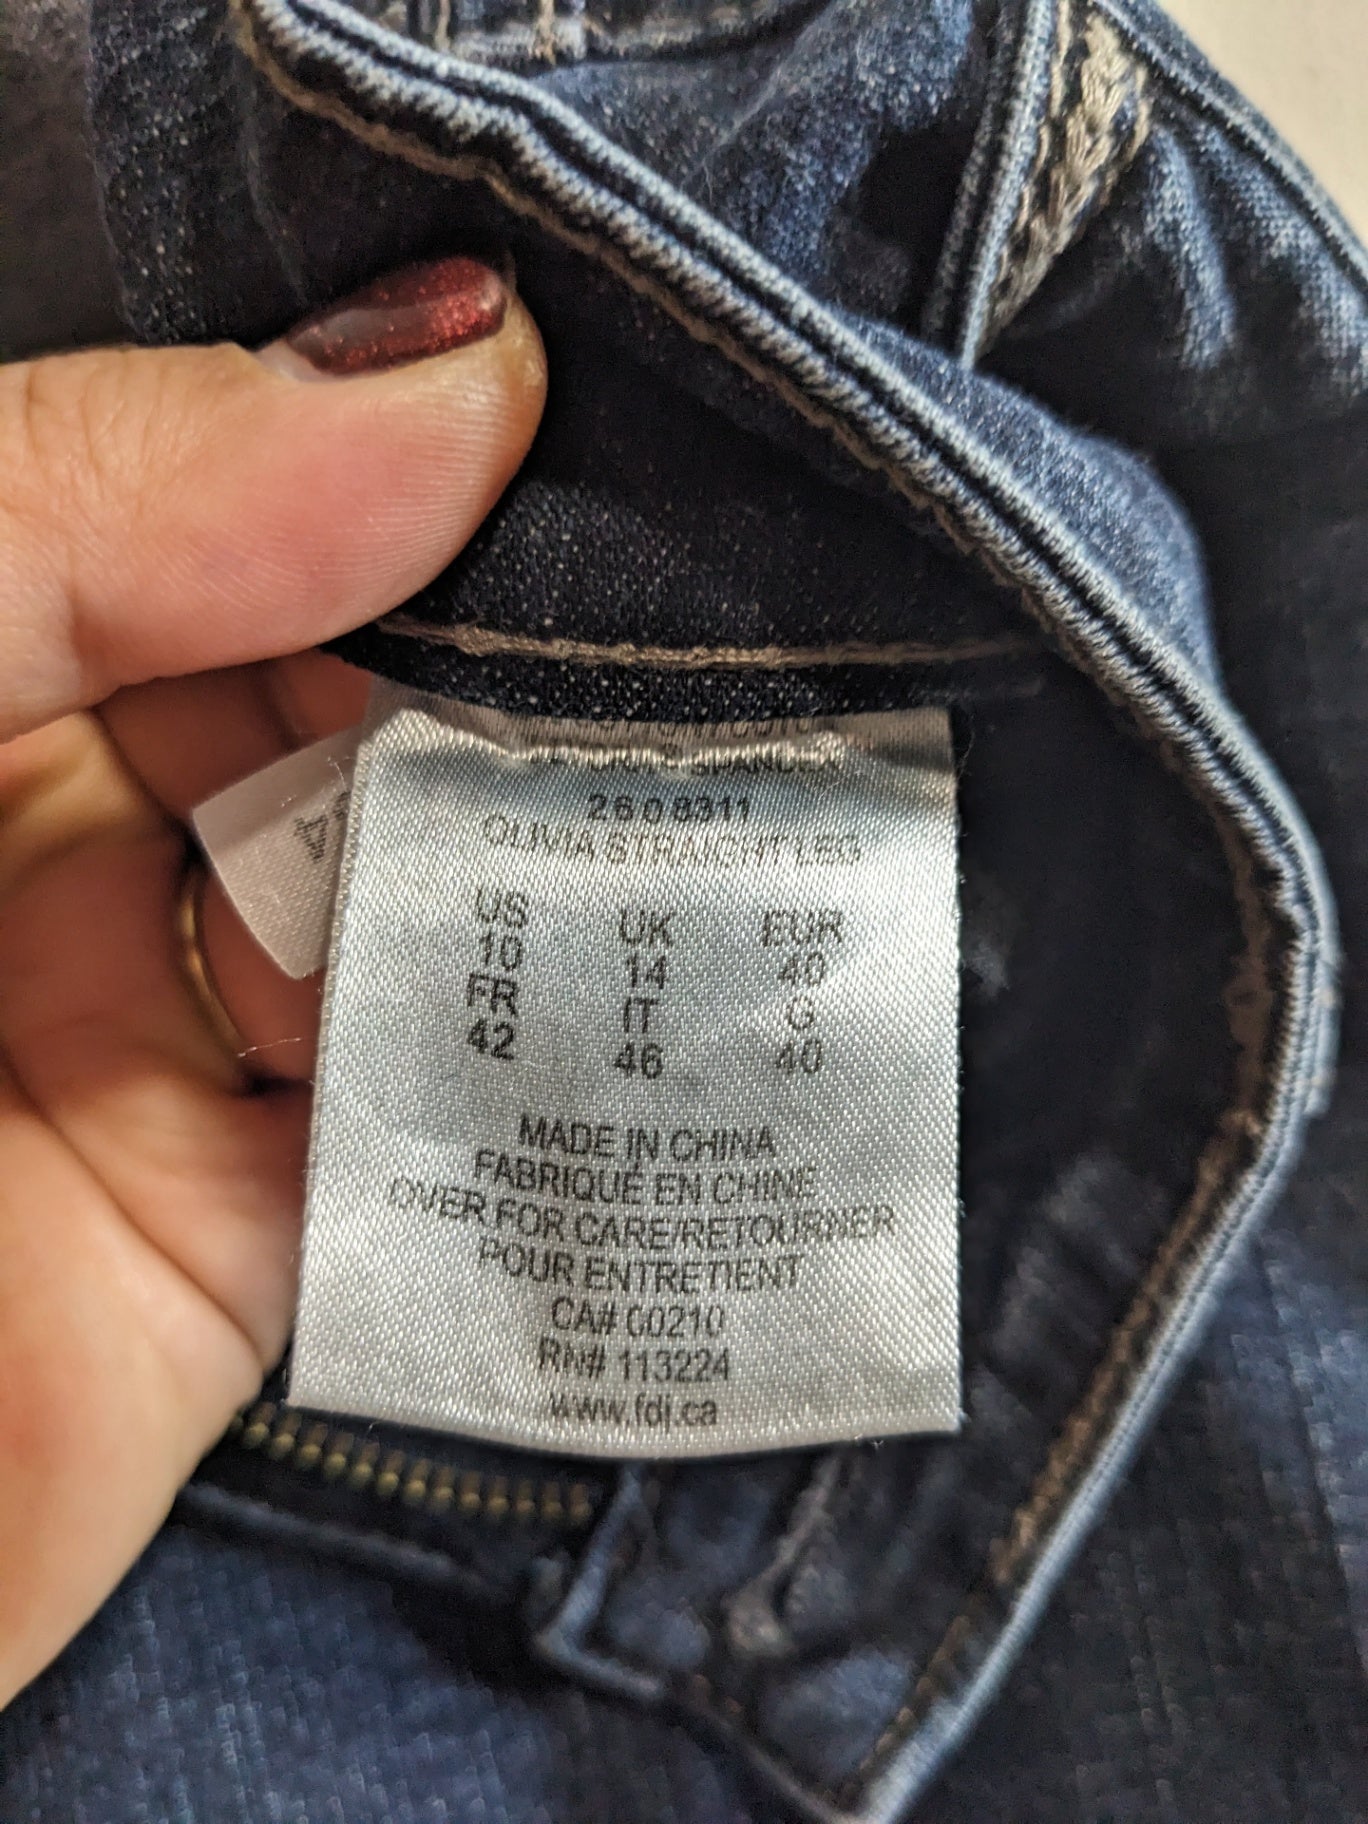 SPANDEX
2608311
OLIVIA STRAIGHT LEG
US UK EUR
10 14 40
FR IT G
42 46 40
MADE IN CHINA
FABRIQUÉ EN CHINE
OVER FOR CARE/RETOURNER
POUR ENTRETIENT
CA# 00210
RN# 113224
www.fdj.ca